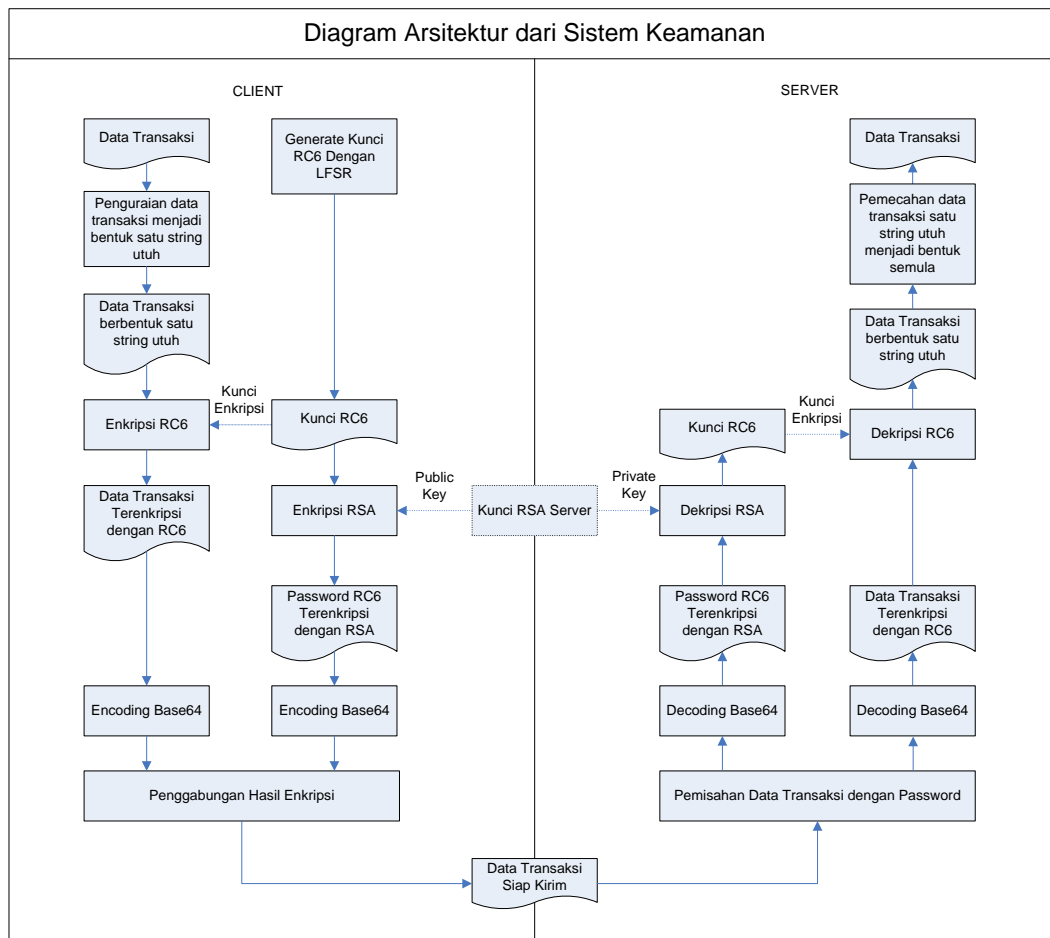 Diagram Arsitektur dari Sistem Keamanan
CLIENT
Data Transaksi
Penguraian data
transaksi menjadi
bentuk satu string
utuh
Data Transaksi
berbentuk satu
string utuh
Enkripsi RC6
Data Transaksi
Terenkripsi
dengan RC6
Encoding Base64
Generate Kunci
RC6 Dengan
LFSR
Kunci
Enkripsi
Kunci RC6
Enkripsi RSA
Public
Key
Password RC6
Terenkripsi
dengan RSA
Encoding Base64
Penggabungan Hasil Enkripsi
Kunci RSA Server
Data Transaksi
Siap Kirim
SERVER
Data Transaksi
Pemecahan data
transaksi satu
string utuh
menjadi bentuk
semula
Data Transaksi
berbentuk satu
string utuh
Kunci
Enkripsi
Kunci RC6
Dekripsi RC6
Private
Key
Dekripsi RSA
Password RC6
Terenkripsi
dengan RSA
Data Transaksi
Terenkripsi
dengan RC6
Decoding Base64
Decoding Base64
Pemisahan Data Transaksi dengan Password